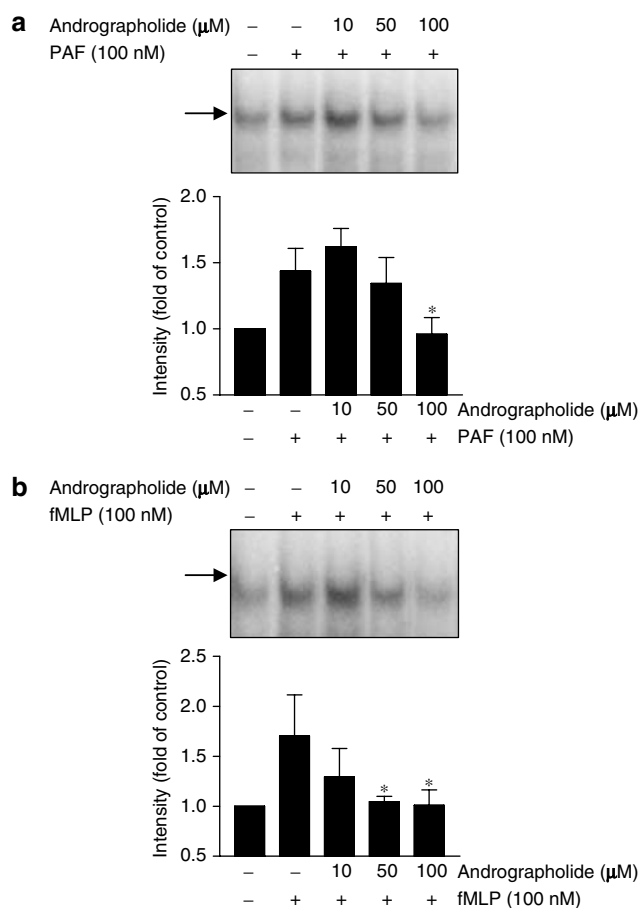 a
Andrographolide (μM) – – 10 50 100
PAF (100 nM) – + + + +
2.0
1.5
1.0
0.5
Intensity (fold of control)
*
– – 10 50 100 Andrographolide (μM)
– + + + + PAF (100 nM)
b
Andrographolide (μM) – – 10 50 100
fMLP (100 nM) – + + + +
2.5
2.0
1.5
1.0
0.5
Intensity (fold of control)
* *
– – 10 50 100 Andrographolide (μM)
– + + + + fMLP (100 nM)